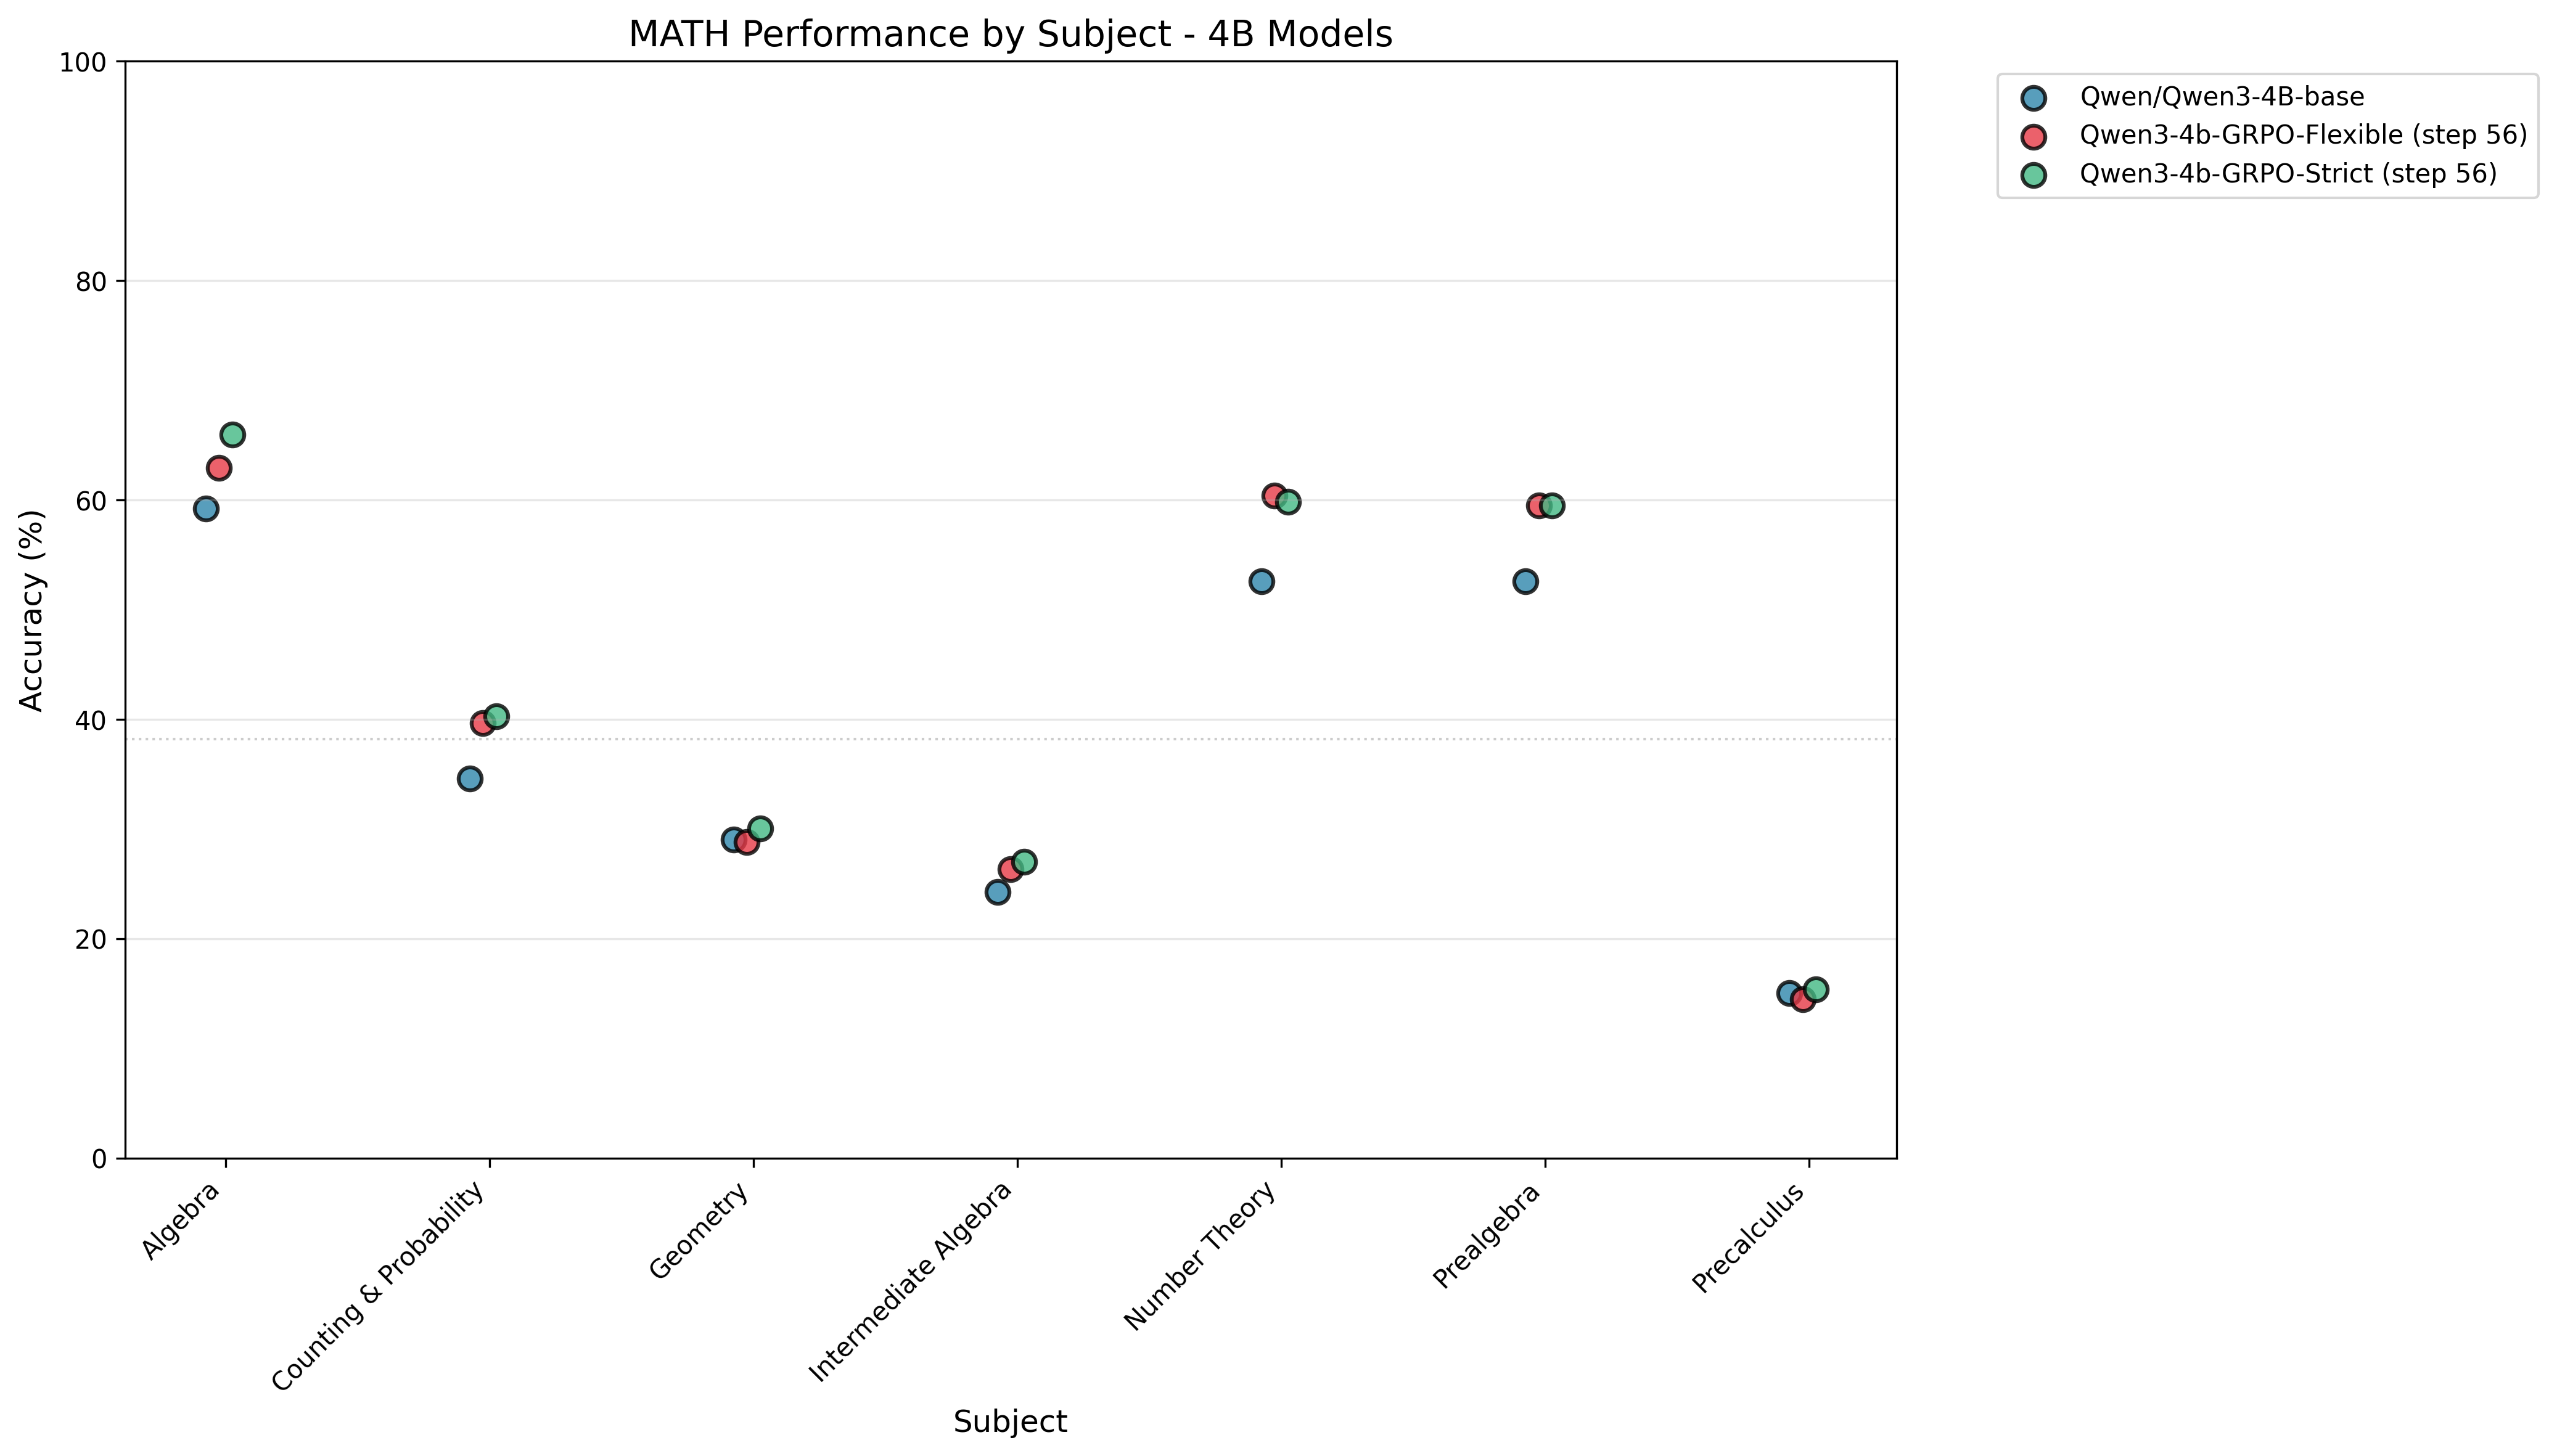 MATH Performance by Subject - 4B Models
100
80
60
40
20
0
Accuracy (%)
Algebra
Counting & Probability
Geometry
Intermediate Algebra
Number Theory
Prealgebra
Precalculus
Subject
Qwen/Qwen3-4B-base
Qwen3-4b-GRPO-Flexible (step 56)
Qwen3-4b-GRPO-Strict (step 56)